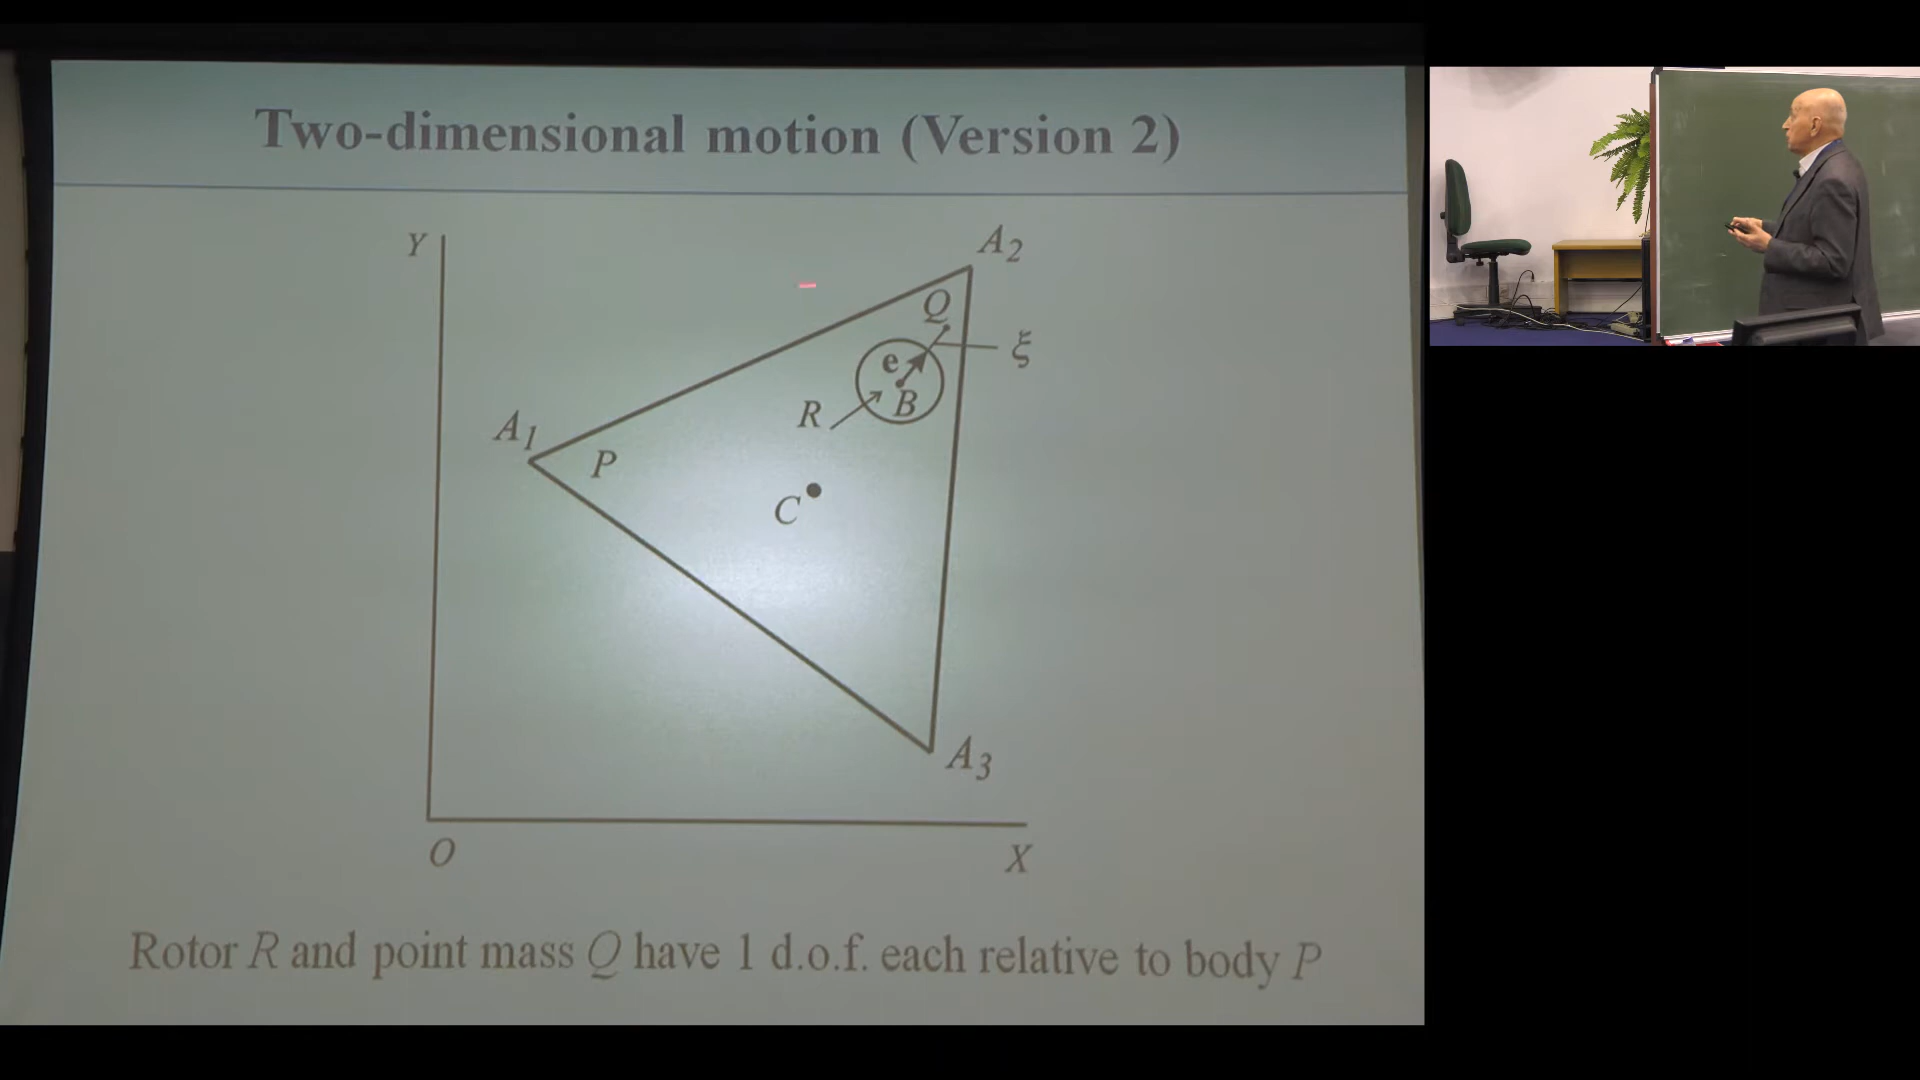 Two-dimensional motion (Version 2)
Y
A2
Q
ξ
e
B
R
A1
P
C
A3
O
X
Rotor R and point mass Q have 1 d.o.f. each relative to body P